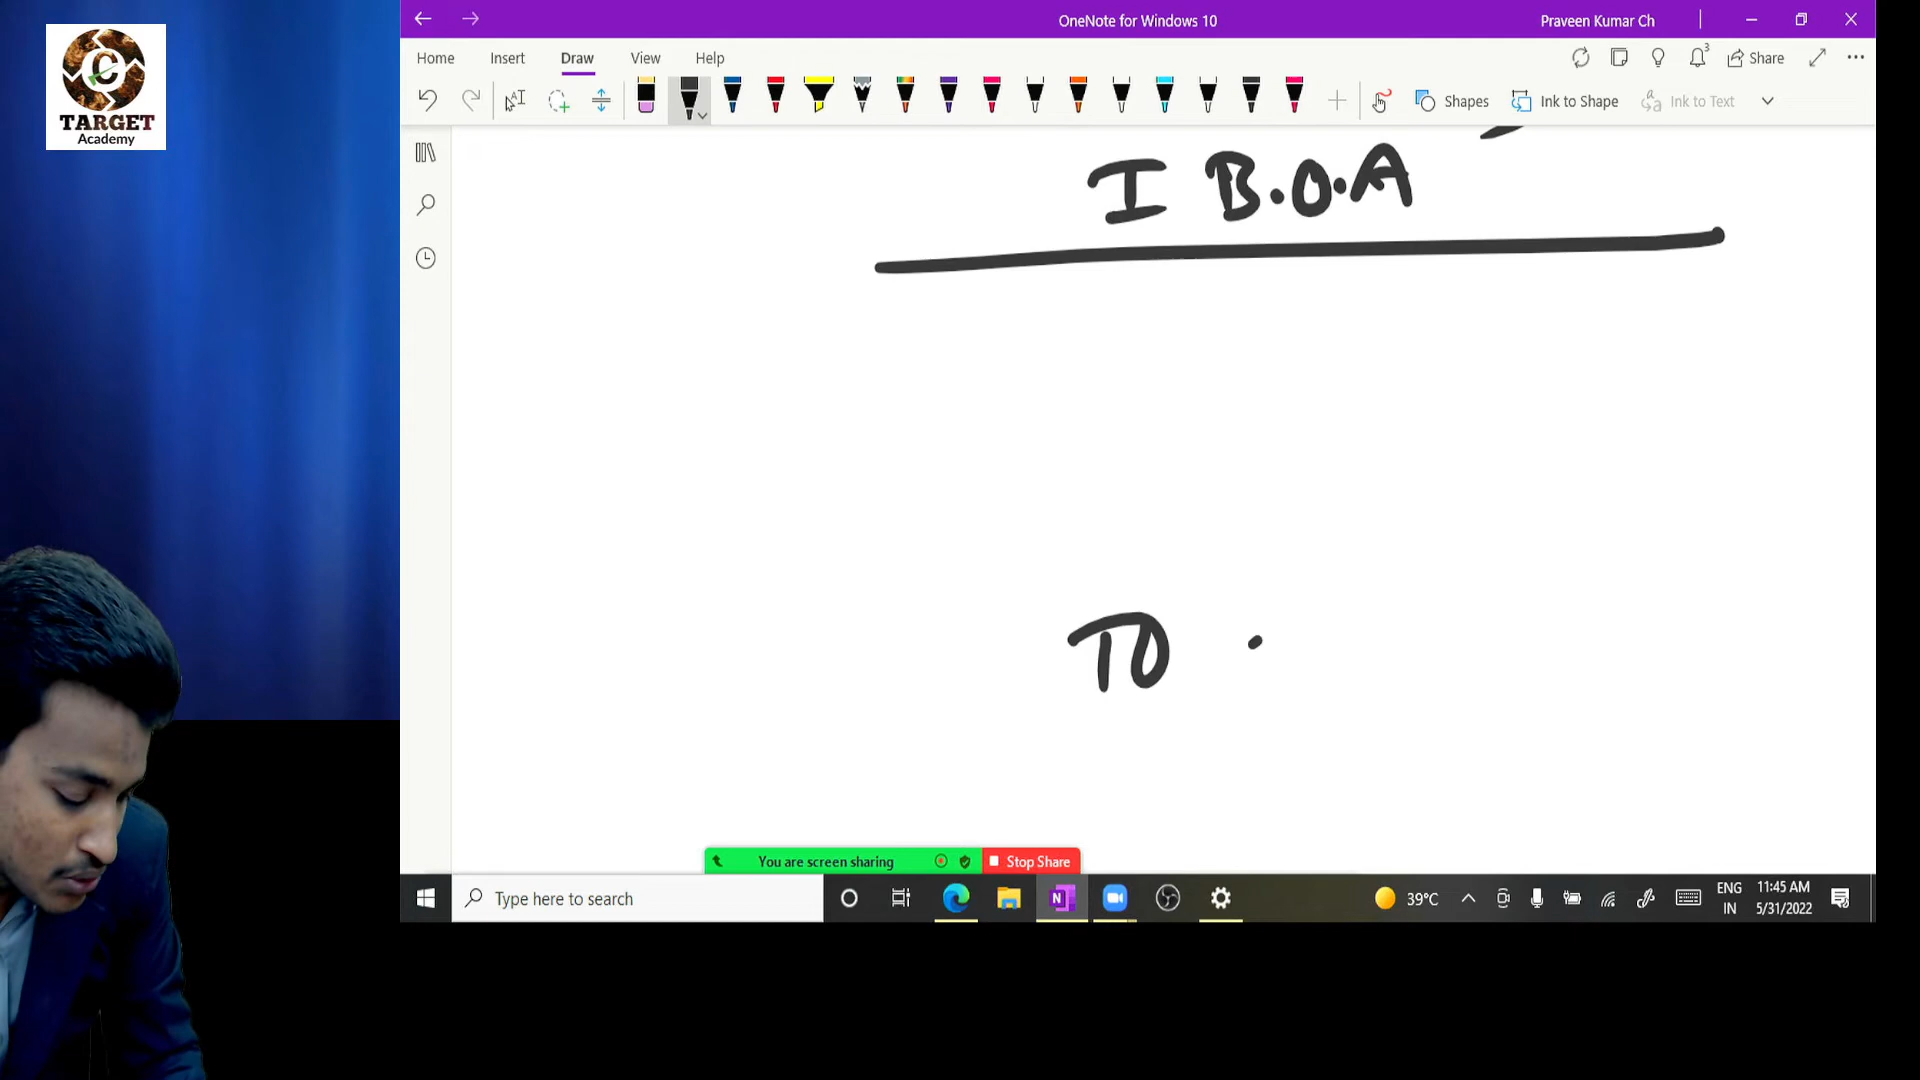 C
TARGET
Academy
OneNote for Windows 10
Praveen Kumar Ch
Home Insert Draw View Help
3
Share
Shapes
Ink to Shape
Ink to Text
I B.O.A
TO .
You are screen sharing
Stop Share
Type here to search
39°C
ENG
IN
11:45 AM
5/31/2022